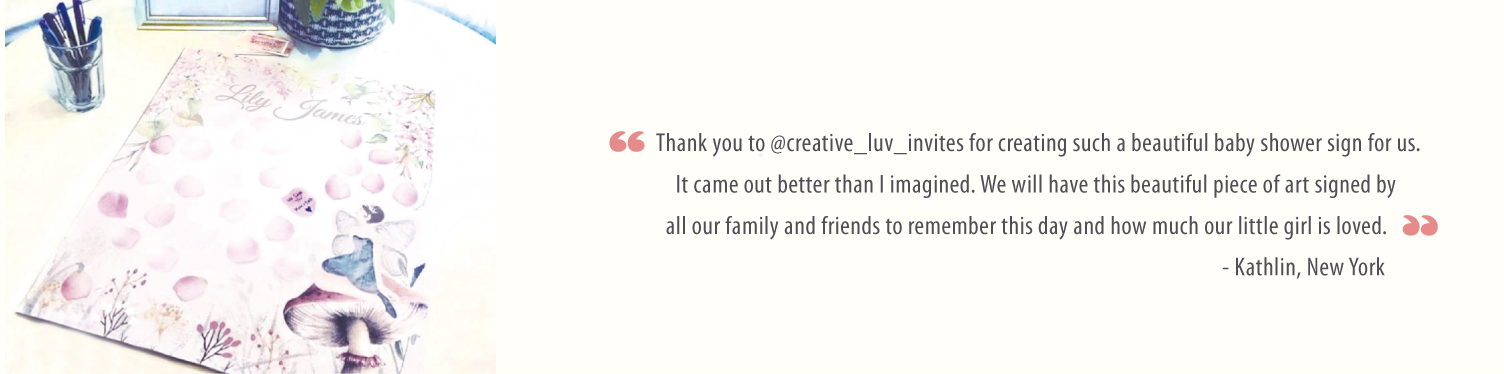 Lily James
“ Thank you to @creative_luv_invites for creating such a beautiful baby shower sign for us.
It came out better than I imagined. We will have this beautiful piece of art signed by
all our family and friends to remember this day and how much our little girl is loved. ”
- Kathlin, New York